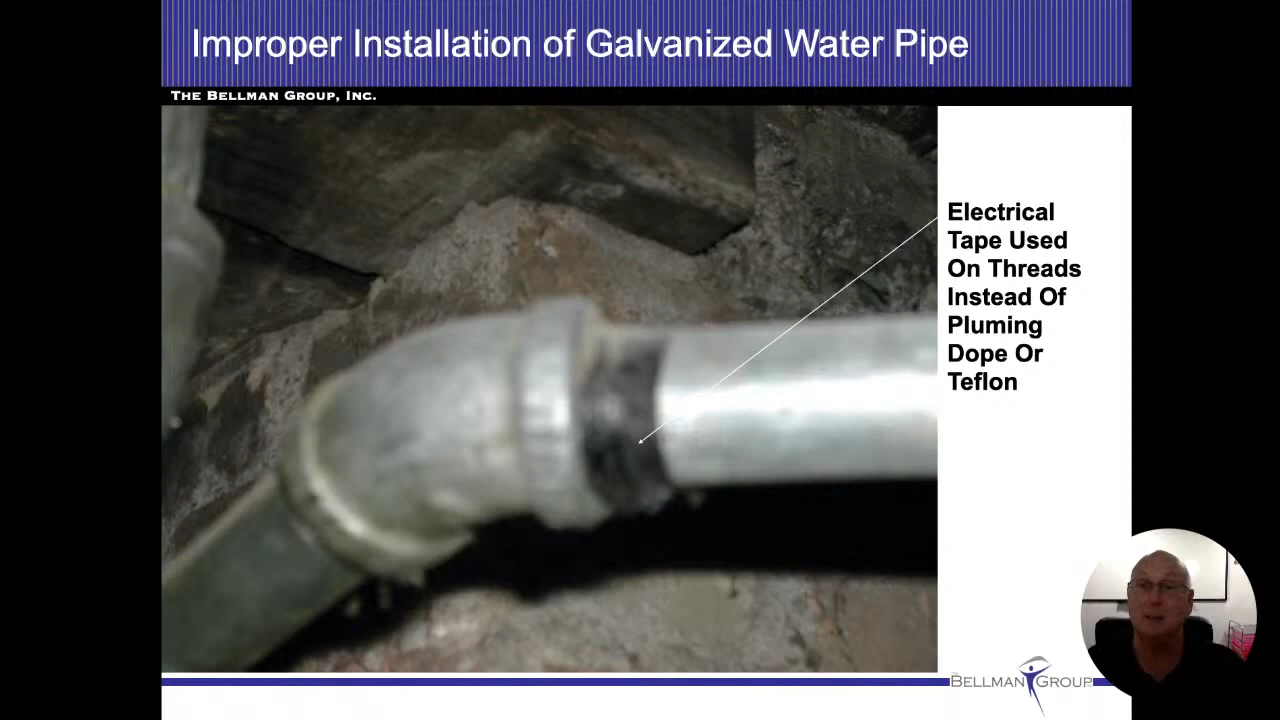 Improper Installation of Galvanized Water Pipe
THE BELLMAN GROUP, INC.
Electrical
Tape Used
On Threads
Instead Of
Pluming
Dope Or
Teflon
THE
BELLMAN GROUP